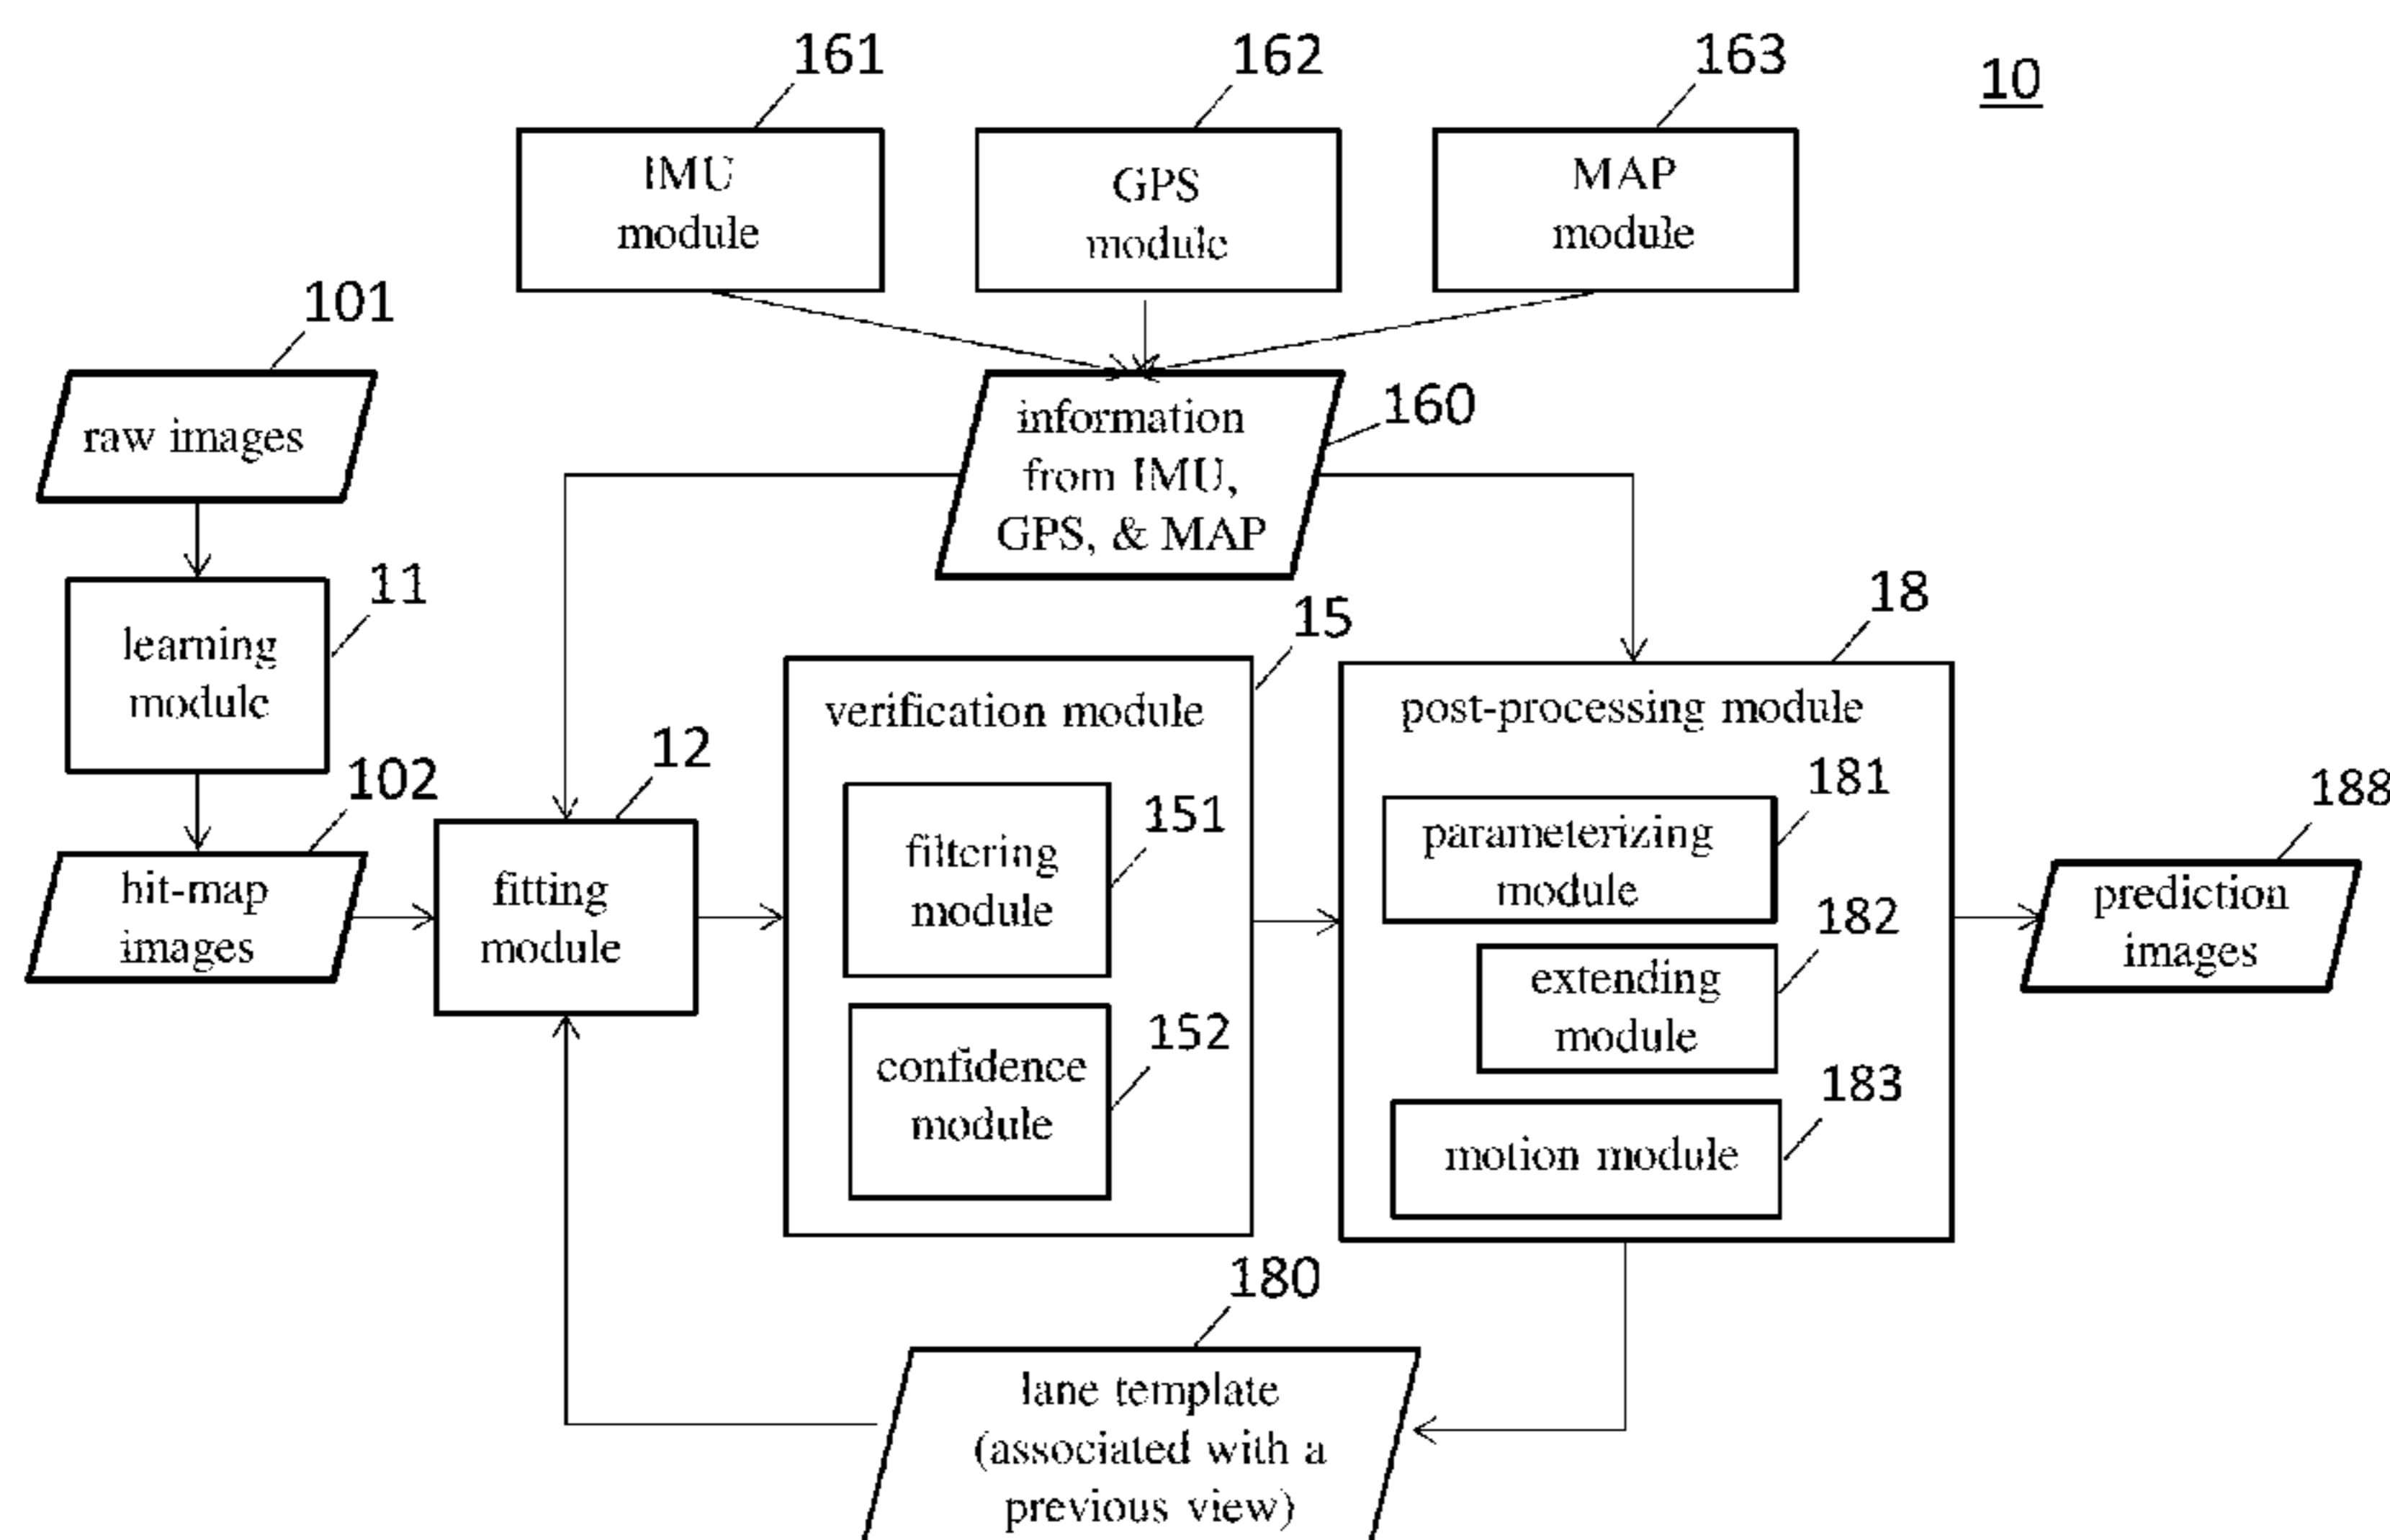 161
162
163
10
IMU
module
GPS
module
MAP
module
101
raw images
information
from IMU,
GPS, & MAP
160
11
learning
module
102
hit-map
images
12
fitting
module
15
verification module
filtering
module
151
confidence
module
152
18
post-processing module
181
parameterizing
module
182
extending
module
183
motion module
188
prediction
images
180
lane template
(associated with a
previous view)